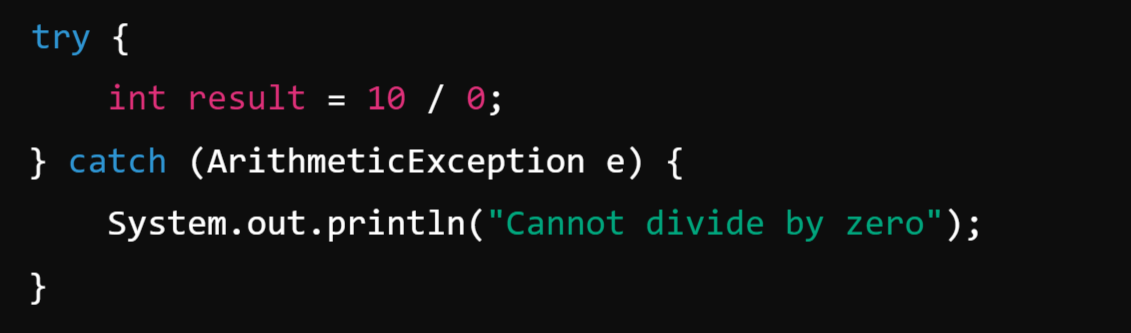 try {
    int result = 10 / 0;
} catch (ArithmeticException e) {
    System.out.println("Cannot divide by zero");
}